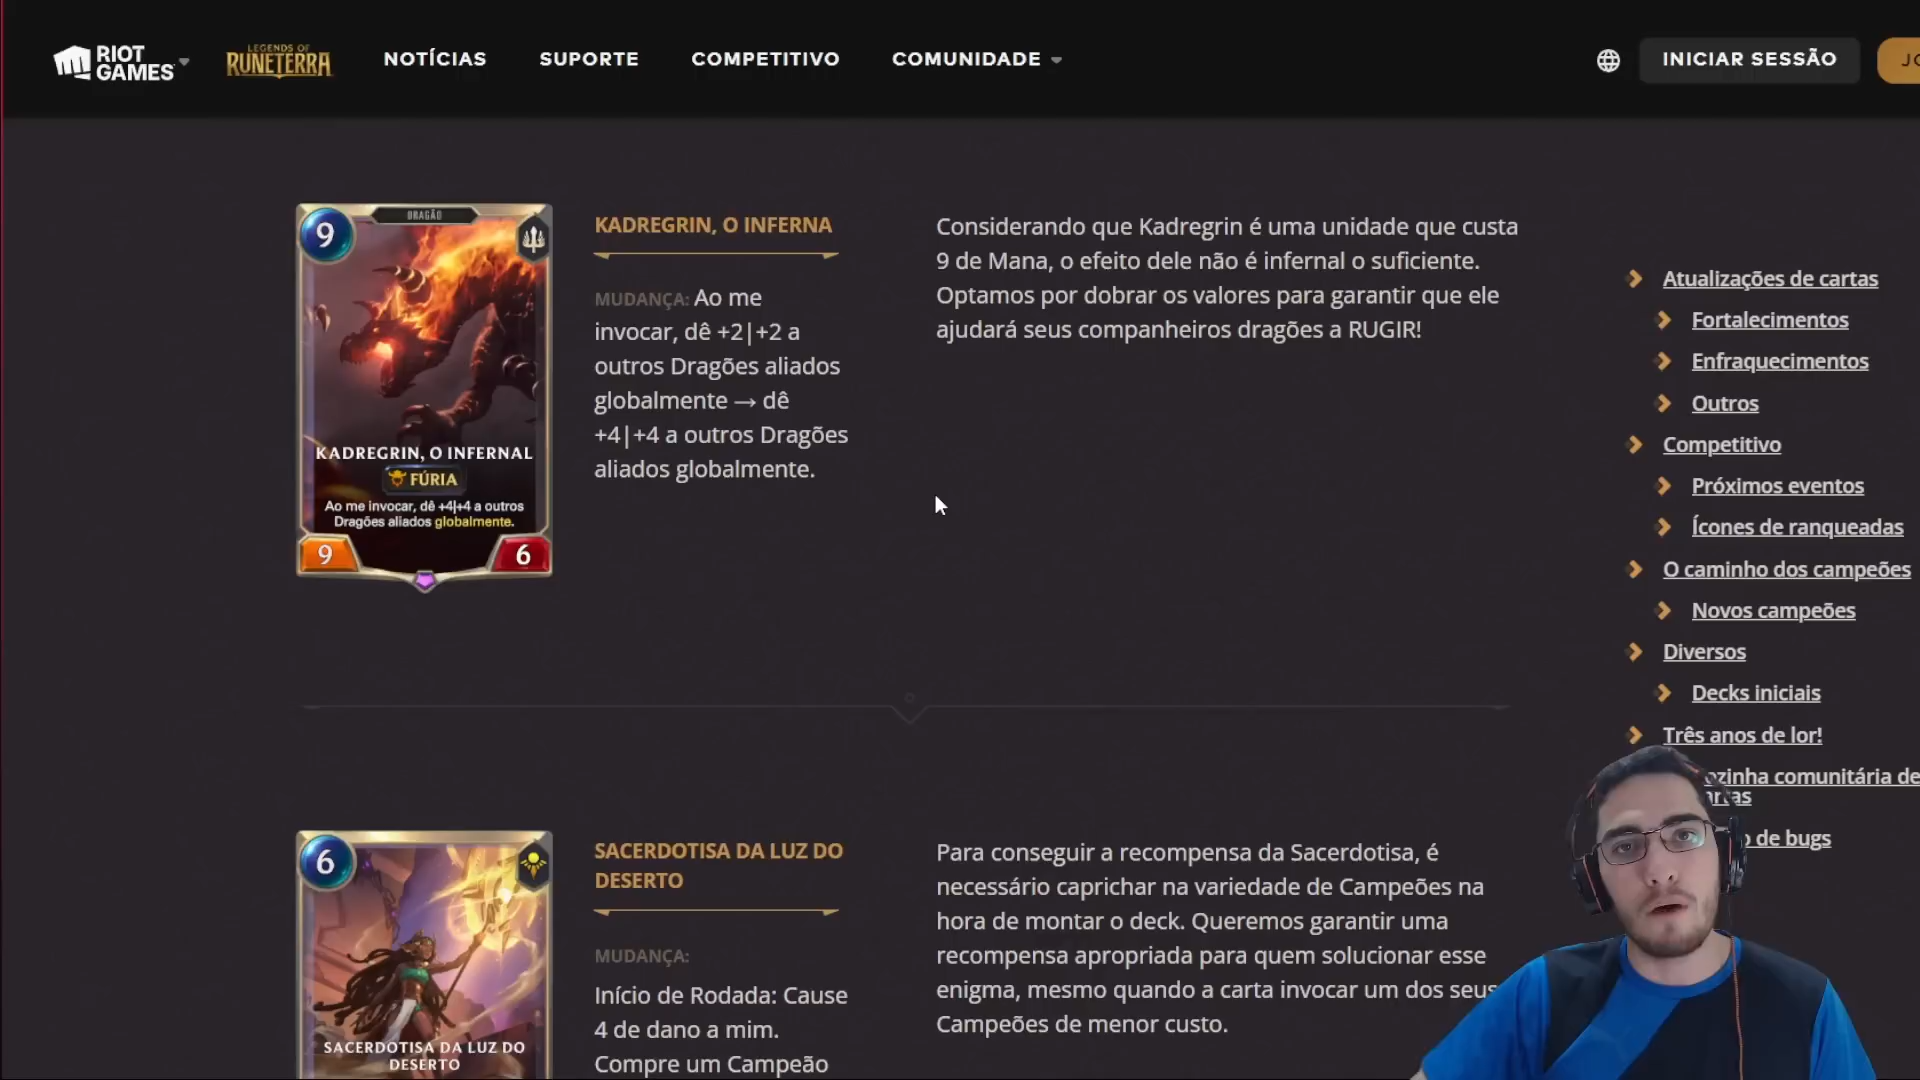 RIOT
GAMES
LEGENDS OF
RUNETERRA
NOTÍCIAS
SUPORTE
COMPETITIVO
COMUNIDADE
INICIAR SESSÃO
9
DRAGÃO
KADREGRIN, O INFERNAL
FÚRIA
Ao me invocar, dê +4|+4 a outros
Dragões aliados globalmente.
9
6
KADREGRIN, O INFERNA
MUDANÇA: Ao me
invocar, dê +2|+2 a
outros Dragões aliados
globalmente → dê
+4|+4 a outros Dragões
aliados globalmente.
Considerando que Kadregrin é uma unidade que custa
9 de Mana, o efeito dele não é infernal o suficiente.
Optamos por dobrar os valores para garantir que ele
ajudará seus companheiros dragões a RUGIR!
6
SACERDOTISA DA LUZ DO
DESERTO
SACERDOTISA DA LUZ DO
DESERTO
MUDANÇA:
Início de Rodada: Cause
4 de dano a mim.
Compre um Campeão
Para conseguir a recompensa da Sacerdotisa, é
necessário caprichar na variedade de Campeões na
hora de montar o deck. Queremos garantir uma
recompensa apropriada para quem solucionar esse
enigma, mesmo quando a carta invocar um dos seus
Campeões de menor custo.
Atualizações de cartas
Fortalecimentos
Enfraquecimentos
Outros
Competitivo
Próximos eventos
Ícones de ranqueadas
O caminho dos campeões
Novos campeões
Diversos
Decks iniciais
Três anos de lor!
comunitária de
de bugs